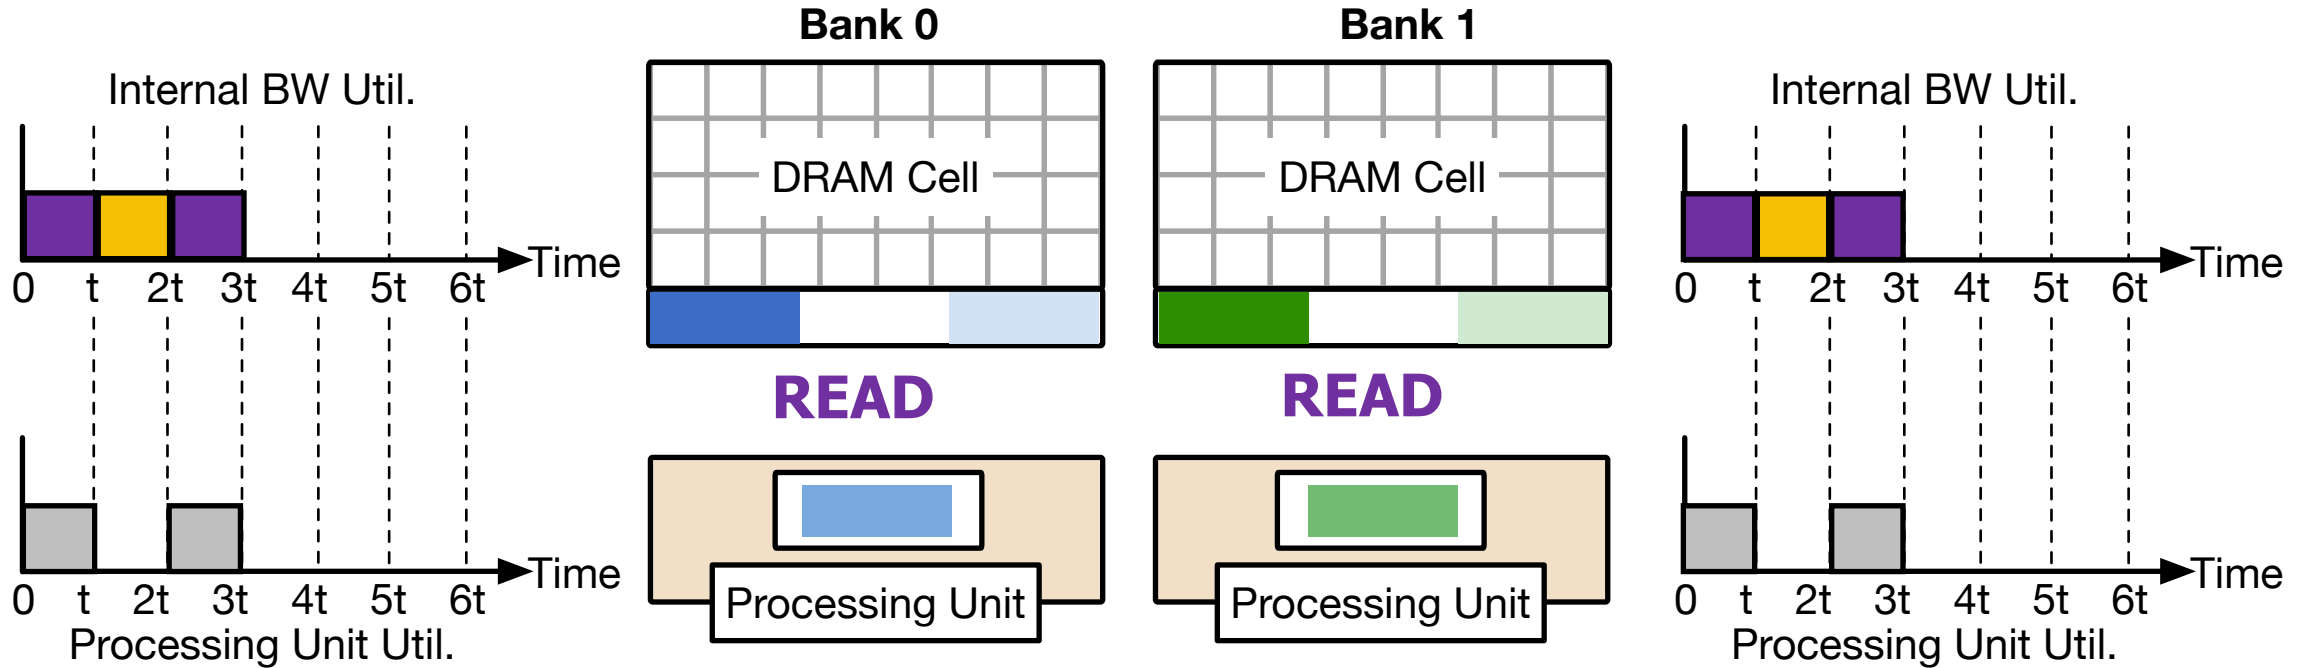 Bank 0
Bank 1
Internal BW Util.
0 t 2t 3t 4t 5t 6t
Time
0 t 2t 3t 4t 5t 6t
Time
Processing Unit Util.
DRAM Cell
READ
Processing Unit
DRAM Cell
READ
Processing Unit
Internal BW Util.
0 t 2t 3t 4t 5t 6t
Time
0 t 2t 3t 4t 5t 6t
Time
Processing Unit Util.